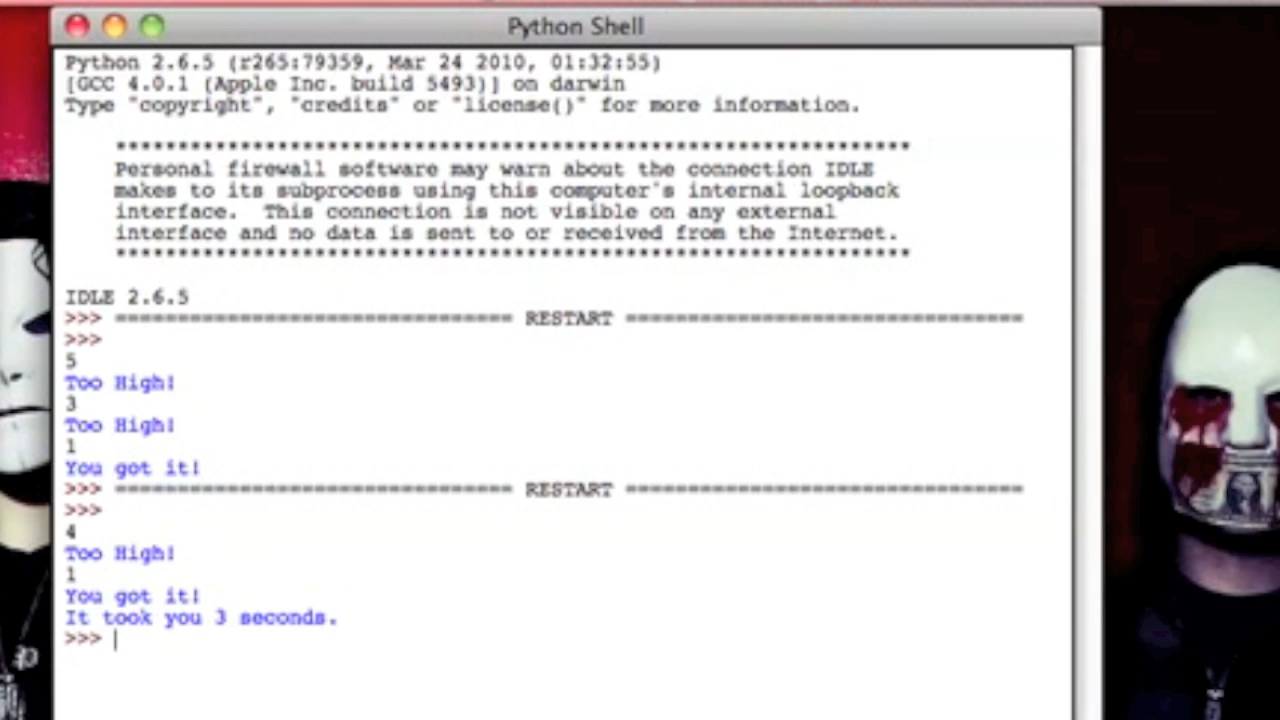 Python Shell
Python 2.6.5 (r265:79359, Mar 24 2010, 01:32:55)
[GCC 4.0.1 (Apple Inc. build 5493)] on darwin
Type "copyright", "credits" or "license()" for more information.
****************************************************************
Personal firewall software may warn about the connection IDLE
makes to its subprocess using this computer's internal loopback
interface.  This connection is not visible on any external
interface and no data is sent to or received from the Internet.
****************************************************************
IDLE 2.6.5
>>> ================================ RESTART ================================
>>>
5
Too High!
3
Too High!
1
You got it!
>>> ================================ RESTART ================================
>>>
4
Too High!
1
You got it!
It took you 3 seconds.
>>>